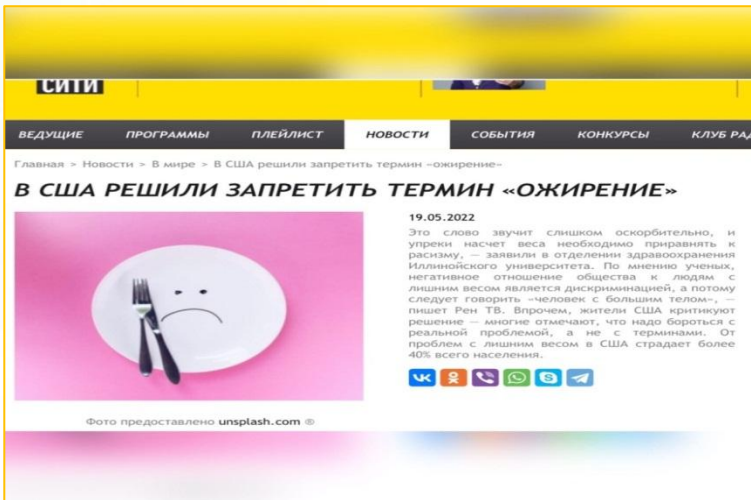 СИТИ
ВЕДУЩИЕ ПРОГРАММЫ ПЛЕЙЛИСТ НОВОСТИ СОБЫТИЯ КОНКУРСЫ КЛУБ РАД
Главная > Новости > В мире > В США решили запретить термин «ожирение»
В США РЕШИЛИ ЗАПРЕТИТЬ ТЕРМИН «ОЖИРЕНИЕ»
19.05.2022
Это слово звучит слишком оскорбительно, и
упреки насчет веса необходимо приравнять к
расизму, — заявили в отделении здравоохранения
Иллинойского университета. По мнению ученых,
негативное отношение общества к людям с
лишним весом является дискриминацией, а потому
следует говорить «человек с большим телом», —
пишет Рен ТВ. Впрочем, жители США критикуют
решение — многие отмечают, что надо бороться с
реальной проблемой, а не с терминами. От
проблем с лишним весом в США страдает более
40% всего населения.
Фото предоставлено unsplash.com ®